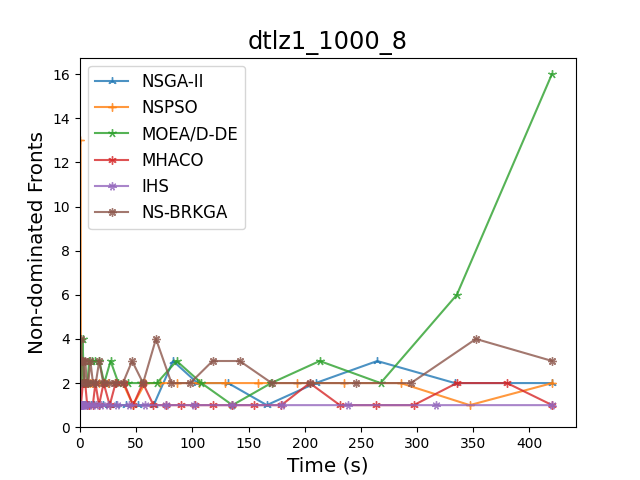 dtlz1_1000_8
Non-dominated Fronts
16
14
12
10
8
6
4
2
0
NSGA-II
NSPSO
MOEA/D-DE
MHACO
IHS
NS-BRKGA
0 50 100 150 200 250 300 350 400
Time (s)